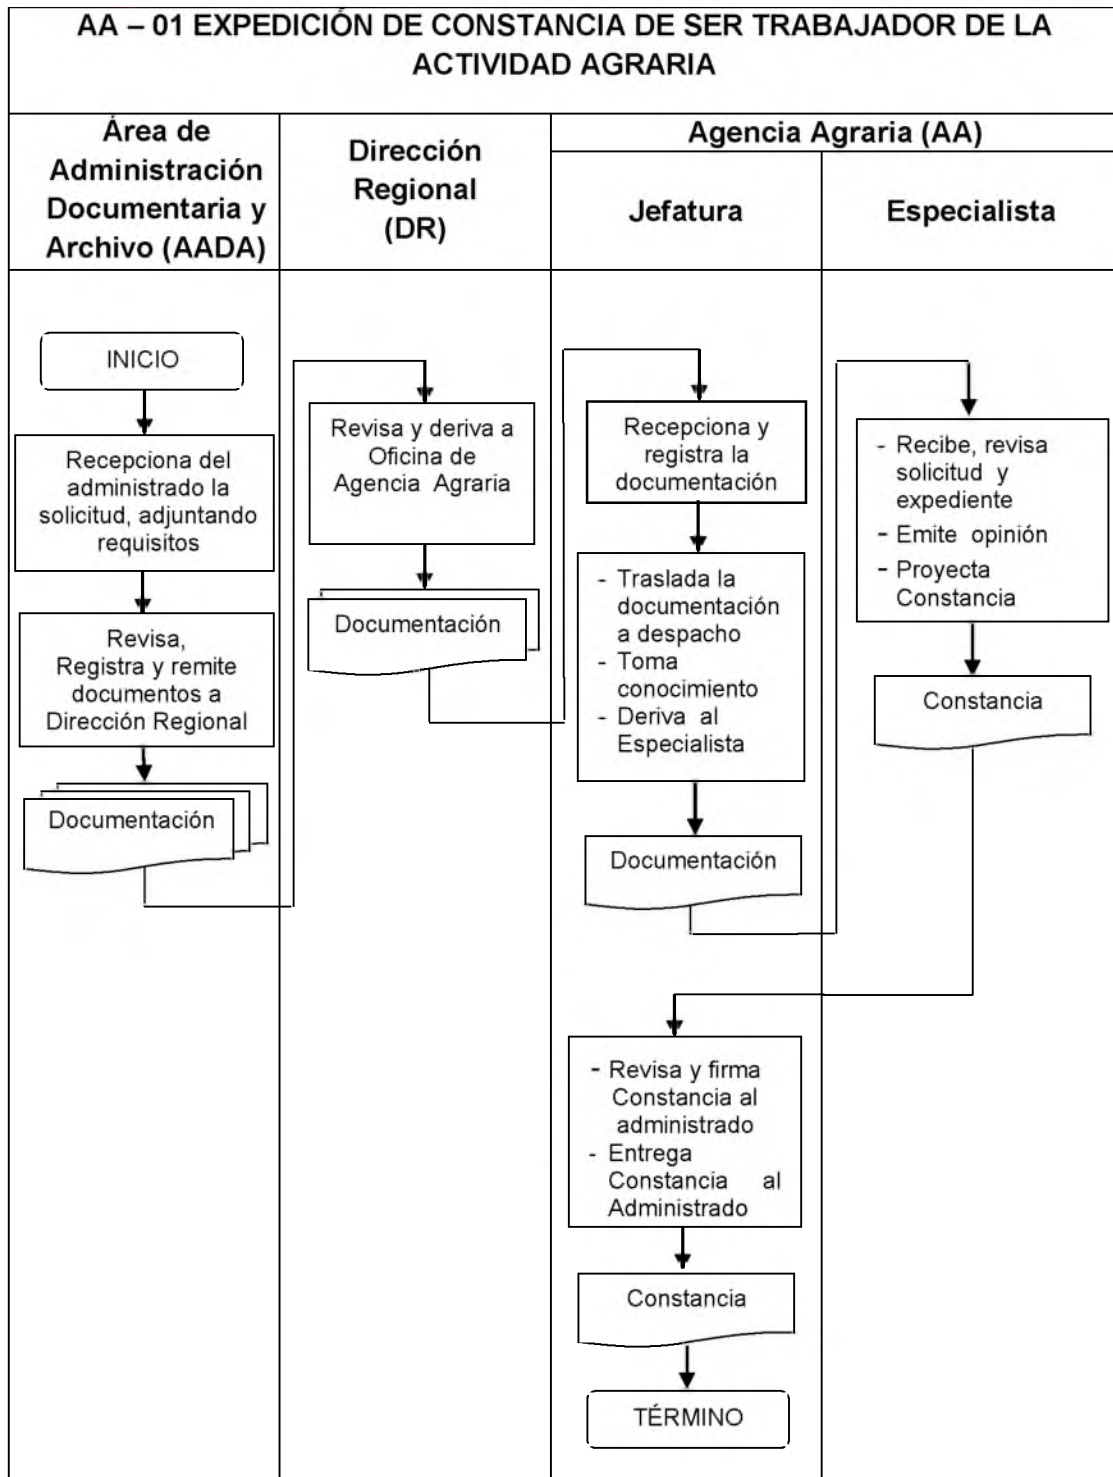 AA – 01 EXPEDICIÓN DE CONSTANCIA DE SER TRABAJADOR DE LA
ACTIVIDAD AGRARIA
Área de
Administración
Documentaria y
Archivo (AADA)
Dirección
Regional
(DR)
Agencia Agraria (AA)
Jefatura
Especialista
INICIO
Recepciona del
administrado la
solicitud, adjuntando
requisitos
Revisa,
Registra y remite
documentos a
Dirección Regional
Documentación
Revisa y deriva a
Oficina de
Agencia Agraria
Documentación
Recepciona y
registra la
documentación
- Traslada la
documentación
a despacho
- Toma
conocimiento
- Deriva al
Especialista
Documentación
- Recibe, revisa
solicitud y
expediente
- Emite opinión
- Proyecta
Constancia
Constancia
- Revisa y firma
Constancia al
administrado
- Entrega
Constancia al
Administrado
Constancia
TÉRMINO